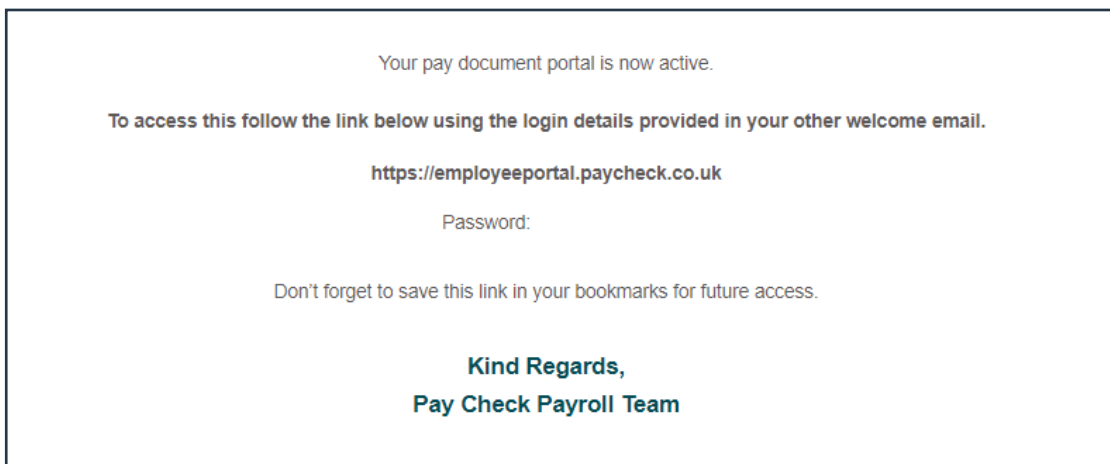 Your pay document portal is now active.
To access this follow the link below using the login details provided in your other welcome email.
https://employeeportal.paycheck.co.uk
Password:
Don't forget to save this link in your bookmarks for future access.
Kind Regards,
Pay Check Payroll Team